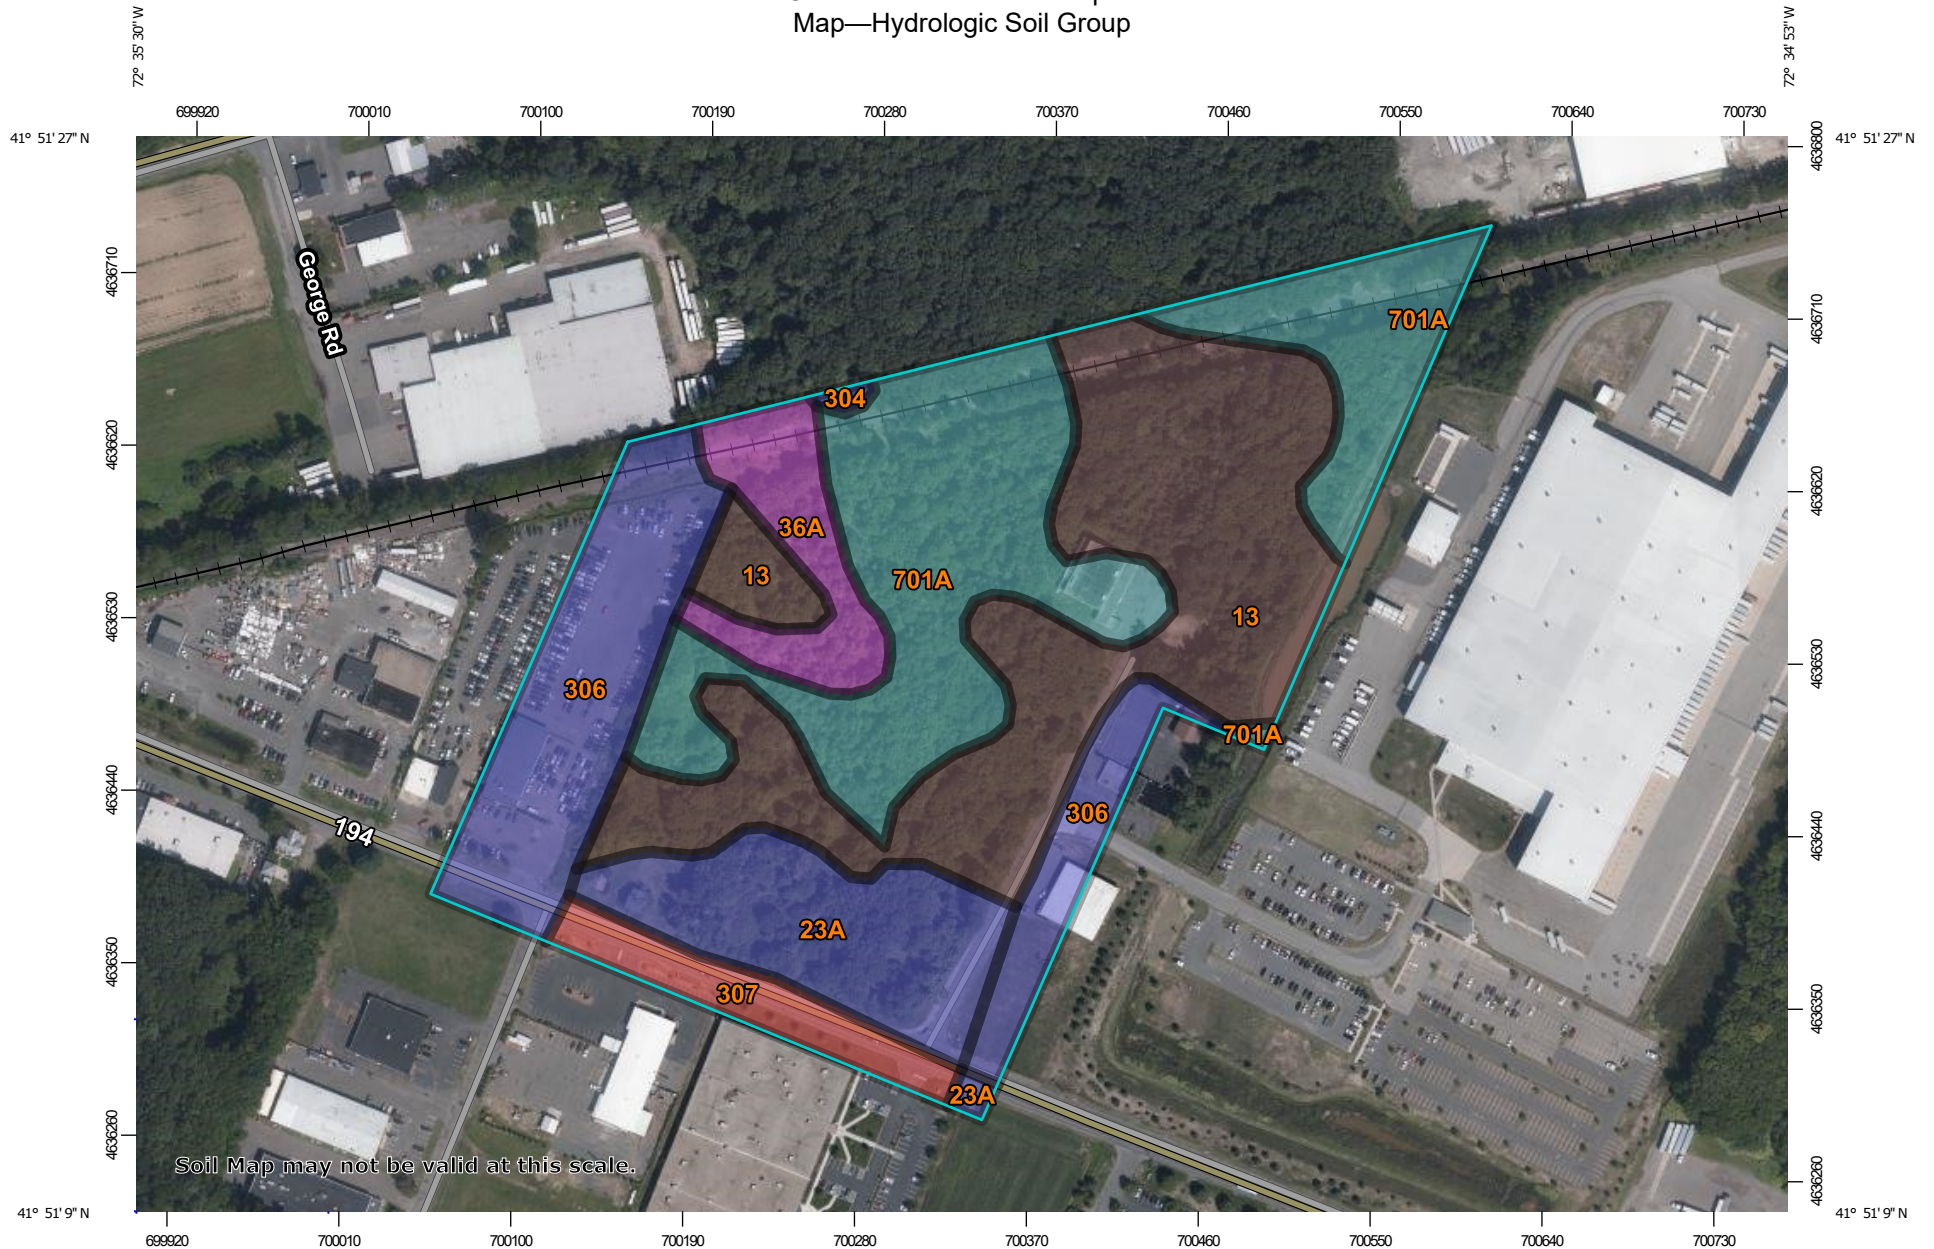 Map—Hydrologic Soil Group
72° 35' 30" W
72° 34' 53" W
699920 700010 700100 700190 700280 700370 700460 700550 700640 700730
41° 51' 27" N
41° 51' 27" N
4636800
4636710
4636710
George Rd
701A
304
4636620
4636620
36A
13
701A
13
4636530
4636530
306
701A
4636440
4636440
306
194
23A
4636350
4636350
307
23A
4636260
4636260
Soil Map may not be valid at this scale.
41° 51' 9" N
41° 51' 9" N
699920 700010 700100 700190 700280 700370 700460 700550 700640 700730